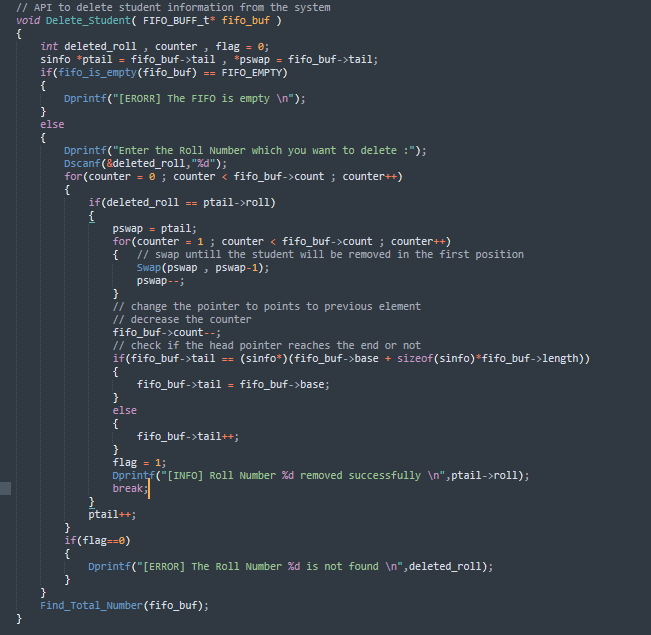 // API to delete student information from the system
void Delete_Student( FIFO_BUFF_t* fifo_buf )
{
    int deleted_roll , counter , flag = 0;
    sinfo *ptail = fifo_buf->tail , *pswap = fifo_buf->tail;
    if(fifo_is_empty(fifo_buf) == FIFO_EMPTY)
    {
        Dprintf("[ERORR] The FIFO is empty \n");
    }
    else
    {
        Dprintf("Enter the Roll Number which you want to delete :");
        Dscanf(&deleted_roll,"%d");
        for(counter = 0 ; counter < fifo_buf->count ; counter++)
        {
            if(deleted_roll == ptail->roll)
            {
                pswap = ptail;
                for(counter = 1 ; counter < fifo_buf->count ; counter++)
                {   // swap untill the student will be removed in the first position
                    Swap(pswap , pswap-1);
                    pswap--;
                }
                // change the pointer to points to previous element
                // decrease the counter
                fifo_buf->count--;
                // check if the head pointer reaches the end or not
                if(fifo_buf->tail == (sinfo*)(fifo_buf->base + sizeof(sinfo)*fifo_buf->length))
                {
                    fifo_buf->tail = fifo_buf->base;
                }
                else
                {
                    fifo_buf->tail++;
                }
                flag = 1;
                Dprintf("[INFO] Roll Number %d removed successfully \n",ptail->roll);
                break;
            }
            ptail++;
        }
        if(flag==0)
        {
            Dprintf("[ERROR] The Roll Number %d is not found \n",deleted_roll);
        }
    }
    Find_Total_Number(fifo_buf);
}